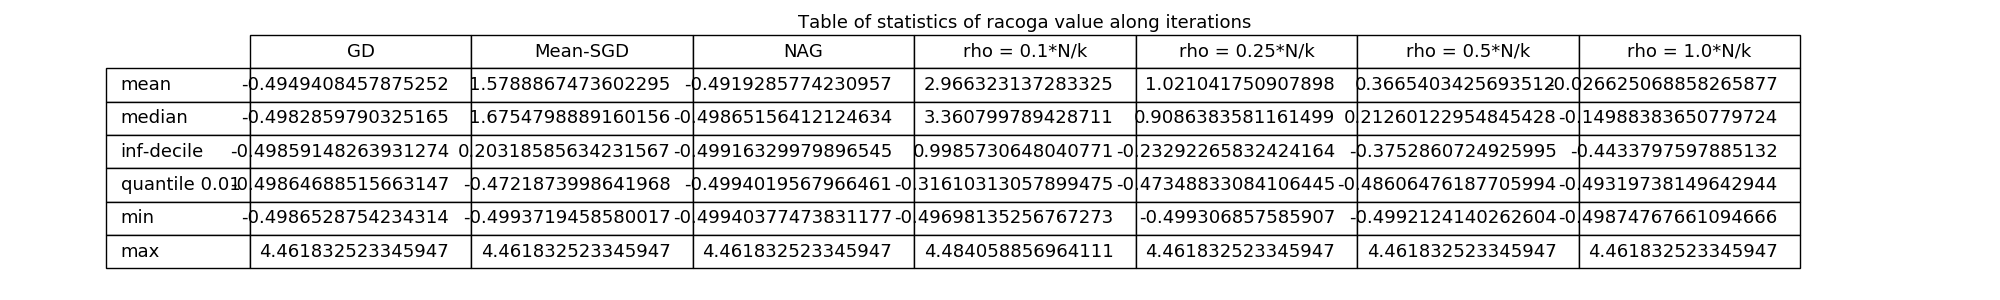 Table of statistics of racoga value along iterations
GD Mean-SGD NAG rho = 0.1*N/k rho = 0.25*N/k rho = 0.5*N/k rho = 1.0*N/k
mean -0.4949408457875252 1.5788867473602295 -0.4919285774230957 2.966323137283325 1.021041750907898 0.3665403425693512 -0.026625068858265877
median -0.4982859790325165 1.6754798889160156 -0.49865156412124634 3.360799789428711 0.9086383581161499 0.21260122954845428 -0.14988383650779724
inf-decile -0.49859148263931274 0.20318585634231567 -0.49916329979896545 0.9985730648040771 -0.23292265832424164 -0.3752860724925995 -0.4433797597885132
quantile 0.01 -0.49864688515663147 -0.4721873998641968 -0.4994019567966461 -0.31610313057899475 -0.47348833084106445 -0.48606476187705994 -0.49319738149642944
min -0.4986528754234314 -0.4993719458580017 -0.49940377473831177 -0.49698135256767273 -0.499306857585907 -0.4992124140262604 -0.49874767661094666
max 4.461832523345947 4.461832523345947 4.461832523345947 4.484058856964111 4.461832523345947 4.461832523345947 4.461832523345947